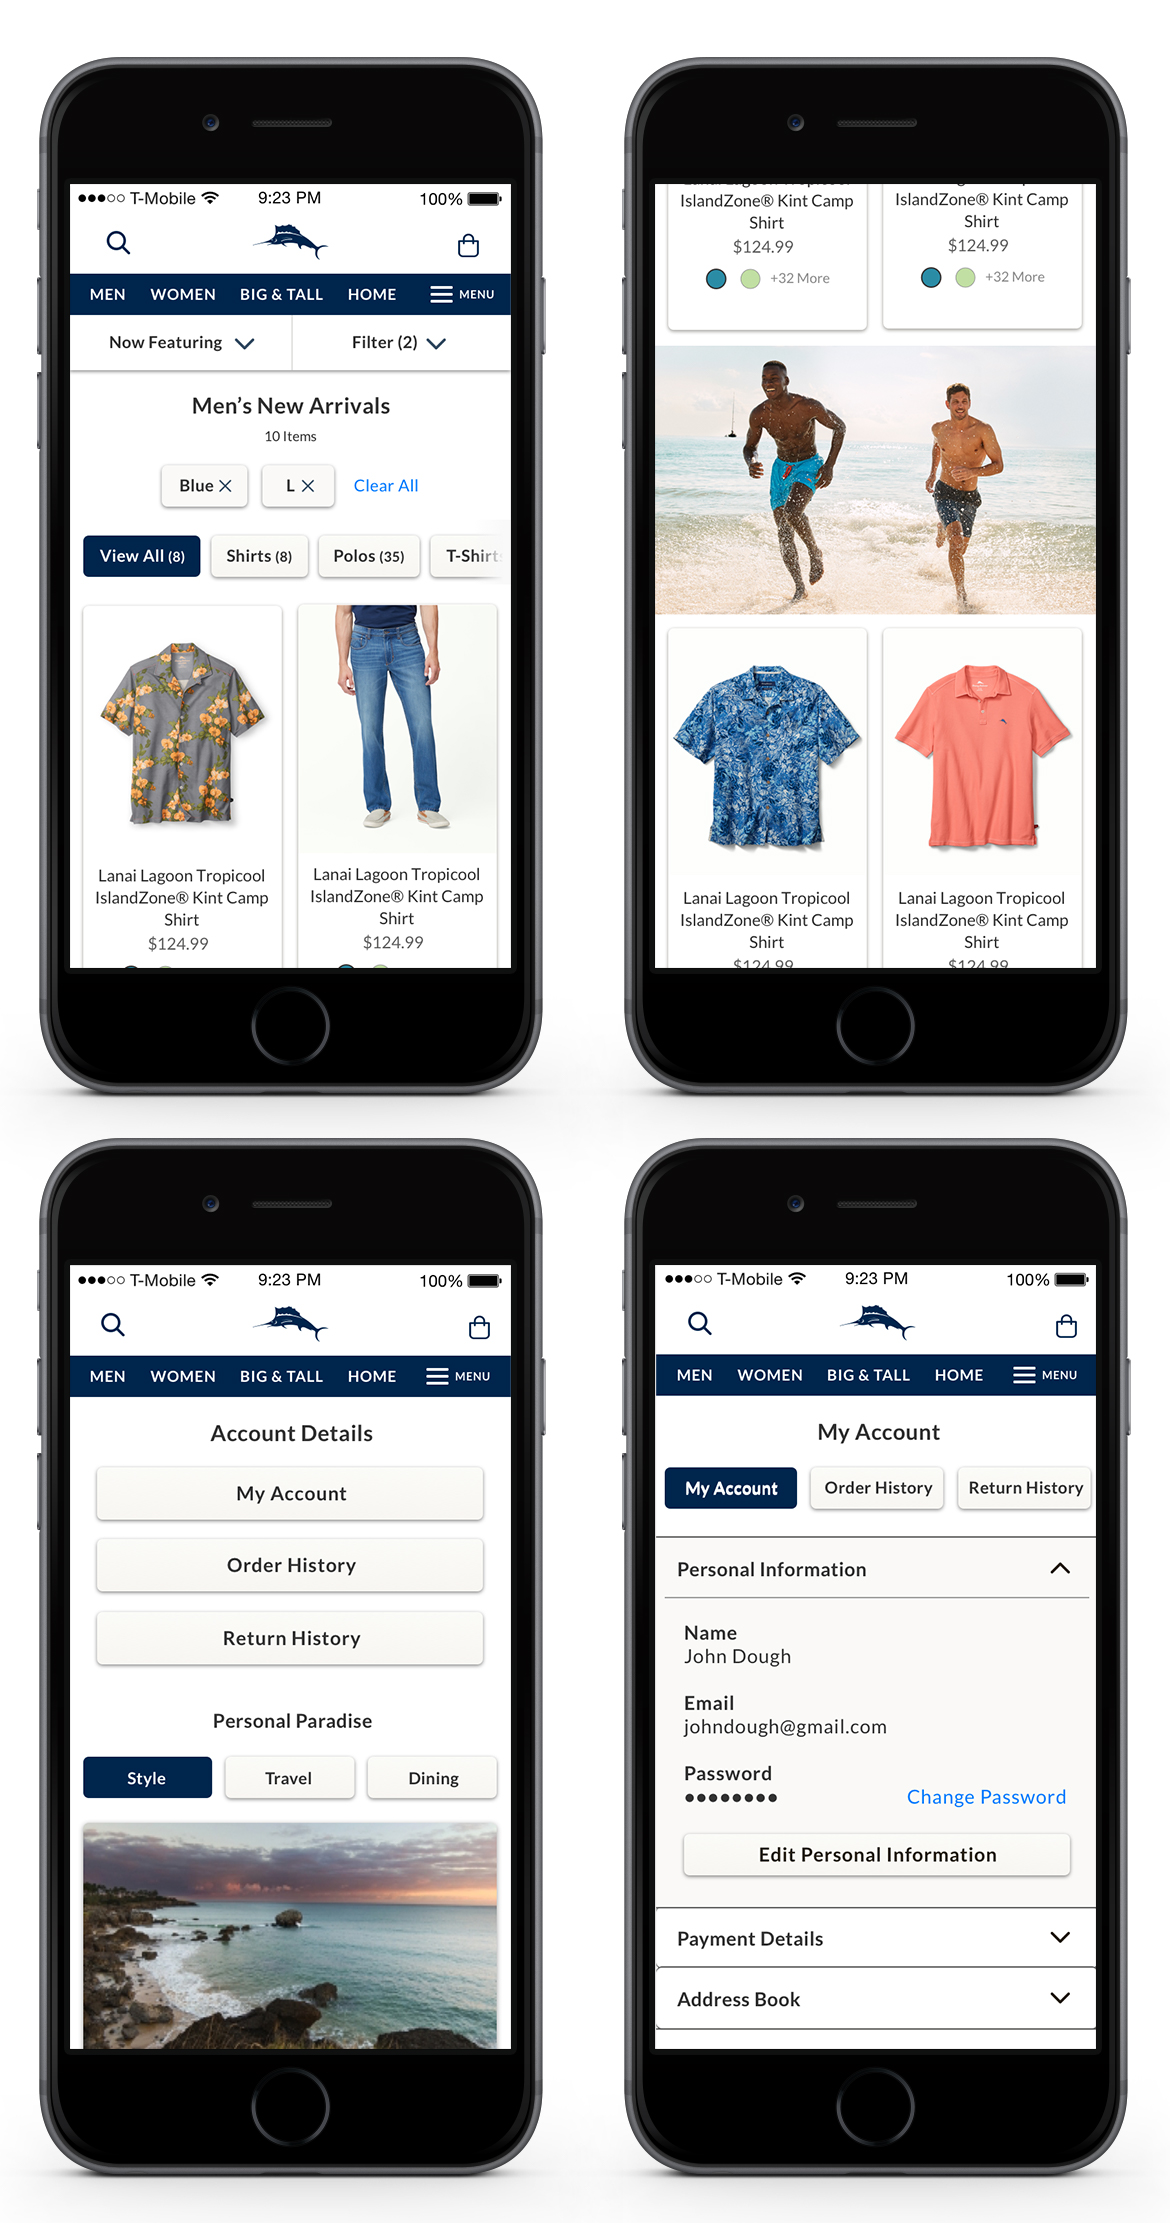 T-Mobile 9:23 PM 100%
MEN WOMEN BIG & TALL HOME MENU
Now Featuring Filter (2)
Men’s New Arrivals
10 Items
Blue L Clear All
View All (8) Shirts (8) Polos (35) T-Shirts
Lanai Lagoon Tropicool
IslandZone® Kint Camp
Shirt
$124.99
Lanai Lagoon Tropicool
IslandZone® Kint Camp
Shirt
$124.99
Lanai Lagoon Tropicool
IslandZone® Kint Camp
Shirt
$124.99
+32 More
IslandZone® Kint Camp
Shirt
$124.99
+32 More
Lanai Lagoon Tropicool
IslandZone® Kint Camp
Shirt
$124.99
Lanai Lagoon Tropicool
IslandZone® Kint Camp
Shirt
$124.99
T-Mobile 9:23 PM 100%
MEN WOMEN BIG & TALL HOME MENU
Account Details
My Account
Order History
Return History
Personal Paradise
Style Travel Dining
T-Mobile 9:23 PM 100%
MEN WOMEN BIG & TALL HOME MENU
My Account
My Account Order History Return History
Personal Information
Name
John Dough
Email
johndough@gmail.com
Password
Change Password
Edit Personal Information
Payment Details
Address Book